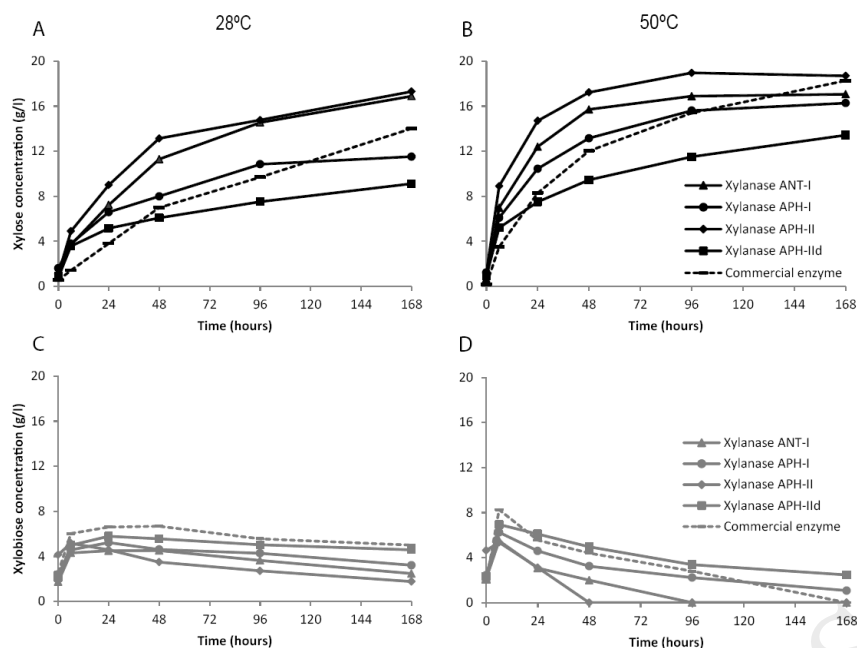 28ºC
50ºC
A
B
Xylose concentration (g/l)
20
16
12
8
4
0
0 24 48 72 96 120 144 168
Time (hours)
20
16
12
8
4
0
0 24 48 72 96 120 144 168
Time (hours)
Xylanase ANT-I
Xylanase APH-I
Xylanase APH-II
Xylanase APH-IId
Commercial enzyme
C
D
Xylobiose concentration (g/l)
20
16
12
8
4
0
0 24 48 72 96 120 144 168
Time (hours)
20
16
12
8
4
0
0 24 48 72 96 120 144 168
Time (hours)
Xylanase ANT-I
Xylanase APH-I
Xylanase APH-II
Xylanase APH-IId
Commercial enzyme